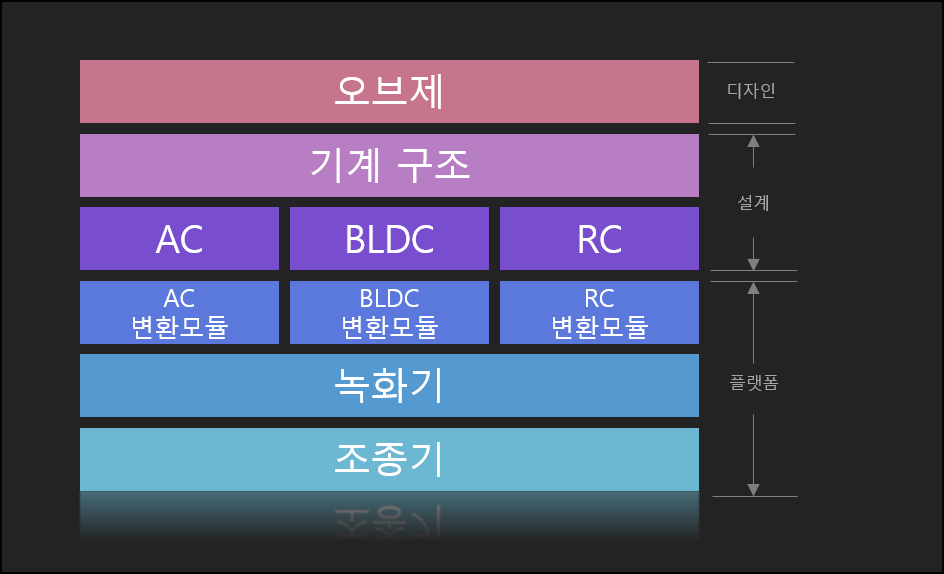 오브제
디자인
기계 구조
설계
AC
BLDC
RC
AC
변환모듈
BLDC
변환모듈
RC
변환모듈
녹화기
플랫폼
조종기